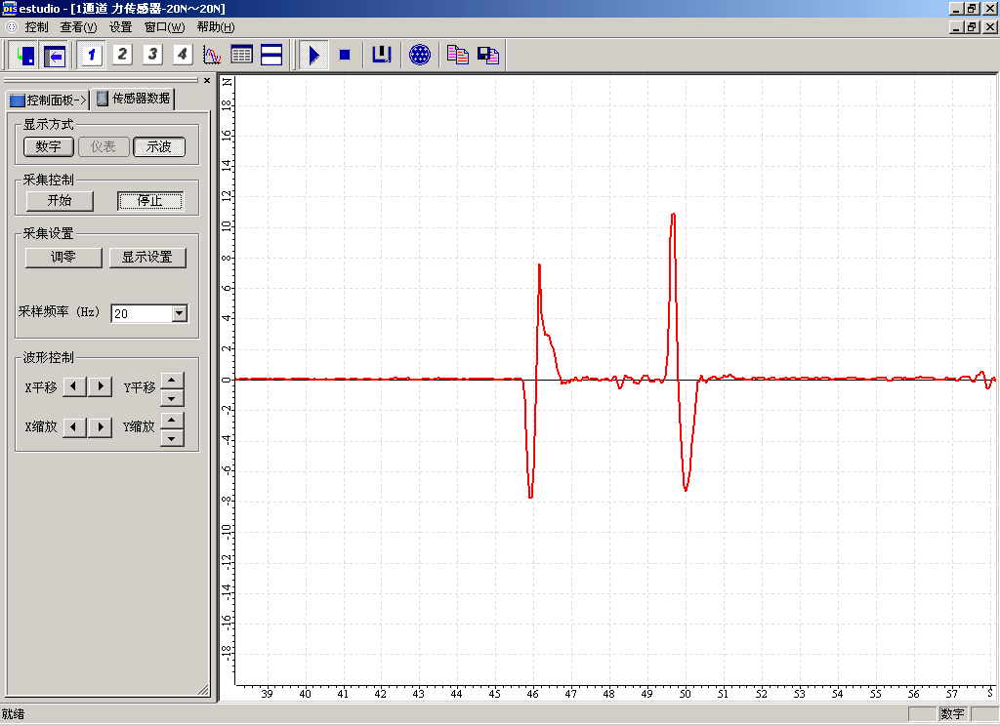 estudio - [1通道 力传感器-20N～20N]
控制 查看(V) 设置 窗口(W) 帮助(H)
1 2 3 4
控制面板-> 传感器数据
显示方式
数字 仪表 示波
采集控制
开始 停止
采集设置
调零 显示设置
采样频率 (Hz) 20
波形控制
X平移 Y平移
X缩放 Y缩放
N
18
16
14
12
10
8
6
4
2
0
-2
-4
-6
-8
-10
-12
-14
-16
-18
39 40 41 42 43 44 45 46 47 48 49 50 51 52 53 54 55 56 57 S
就绪 数字